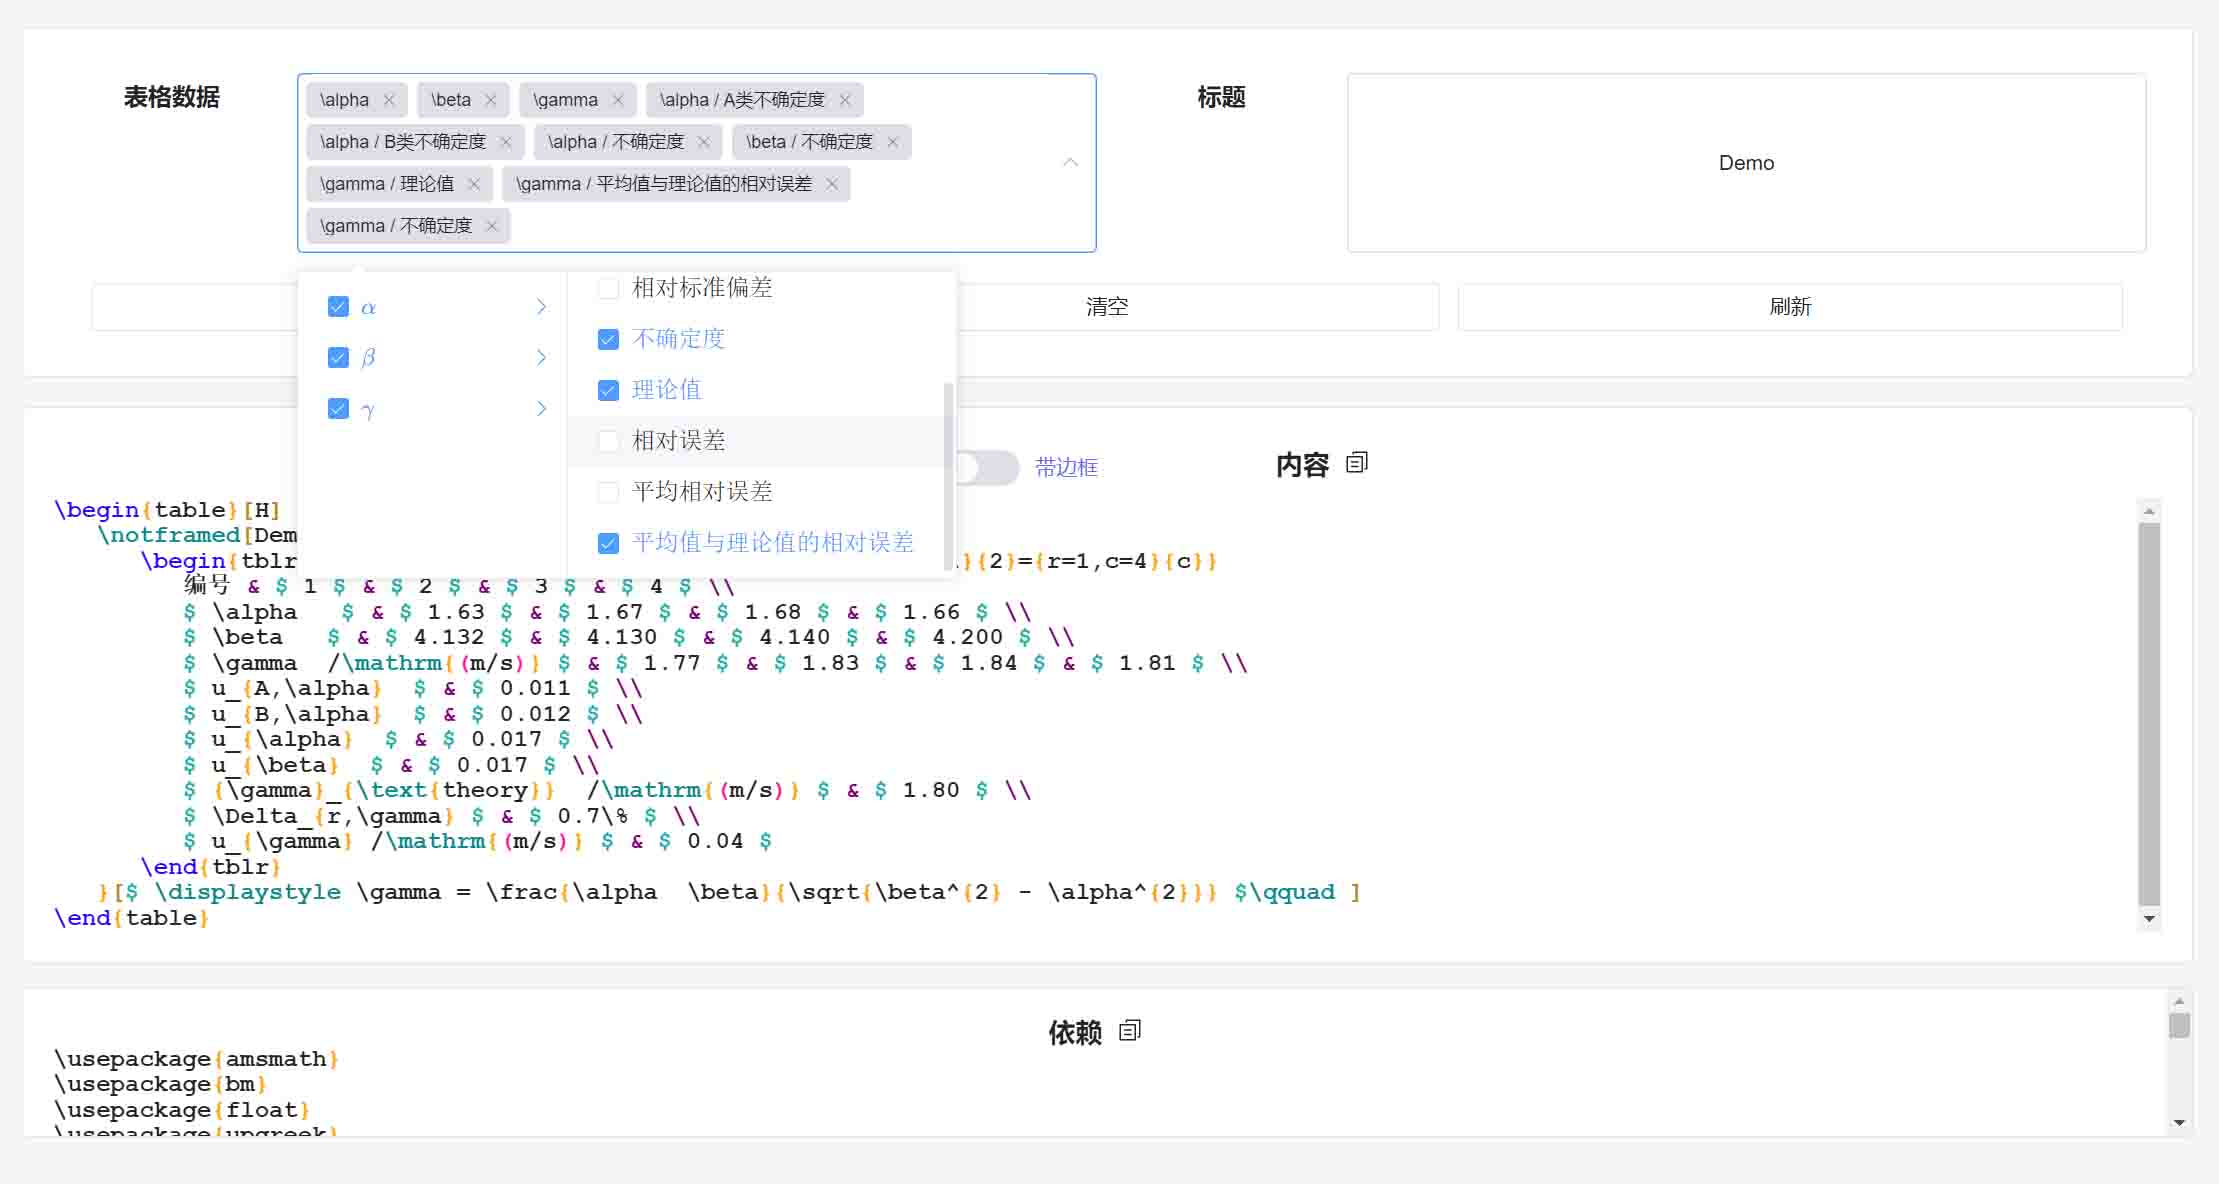 表格数据
\alpha
\beta
\gamma
\alpha / A类不确定度
\alpha / B类不确定度
\alpha / 不确定度
\beta / 不确定度
\gamma / 理论值
\gamma / 平均值与理论值的相对误差
\gamma / 不确定度
标题
Demo
清空
刷新
α
β
γ
相对标准偏差
不确定度
理论值
相对误差
平均相对误差
平均值与理论值的相对误差
带边框
内容
\begin{table}[H]
\notframed[Dem
\begin{tblr }{2}={r=1,c=4}{c}}
编号 & $ 1 $ & $ 2 $ & $ 3 $ & $ 4 $ \\
$ \alpha   $ & $ 1.63 $ & $ 1.67 $ & $ 1.68 $ & $ 1.66 $ \\
$ \beta   $ & $ 4.132 $ & $ 4.130 $ & $ 4.140 $ & $ 4.200 $ \\
$ \gamma  /\mathrm{(m/s)} $ & $ 1.77 $ & $ 1.83 $ & $ 1.84 $ & $ 1.81 $ \\
$ u_{A,\alpha}  $ & $ 0.011 $ \\
$ u_{B,\alpha}  $ & $ 0.012 $ \\
$ u_{\alpha}  $ & $ 0.017 $ \\
$ u_{\beta}  $ & $ 0.017 $ \\
$ {\gamma}_{\text{theory}}  /\mathrm{(m/s)} $ & $ 1.80 $ \\
$ \Delta_{r,\gamma} $ & $ 0.7\% $ \\
$ u_{\gamma} /\mathrm{(m/s)} $ & $ 0.04 $
\end{tblr}
}[$ \displaystyle \gamma = \frac{\alpha  \beta}{\sqrt{\beta^{2} - \alpha^{2}}} $\qquad ]
\end{table}
依赖
\usepackage{amsmath}
\usepackage{bm}
\usepackage{float}
\usepackage{upgreek}